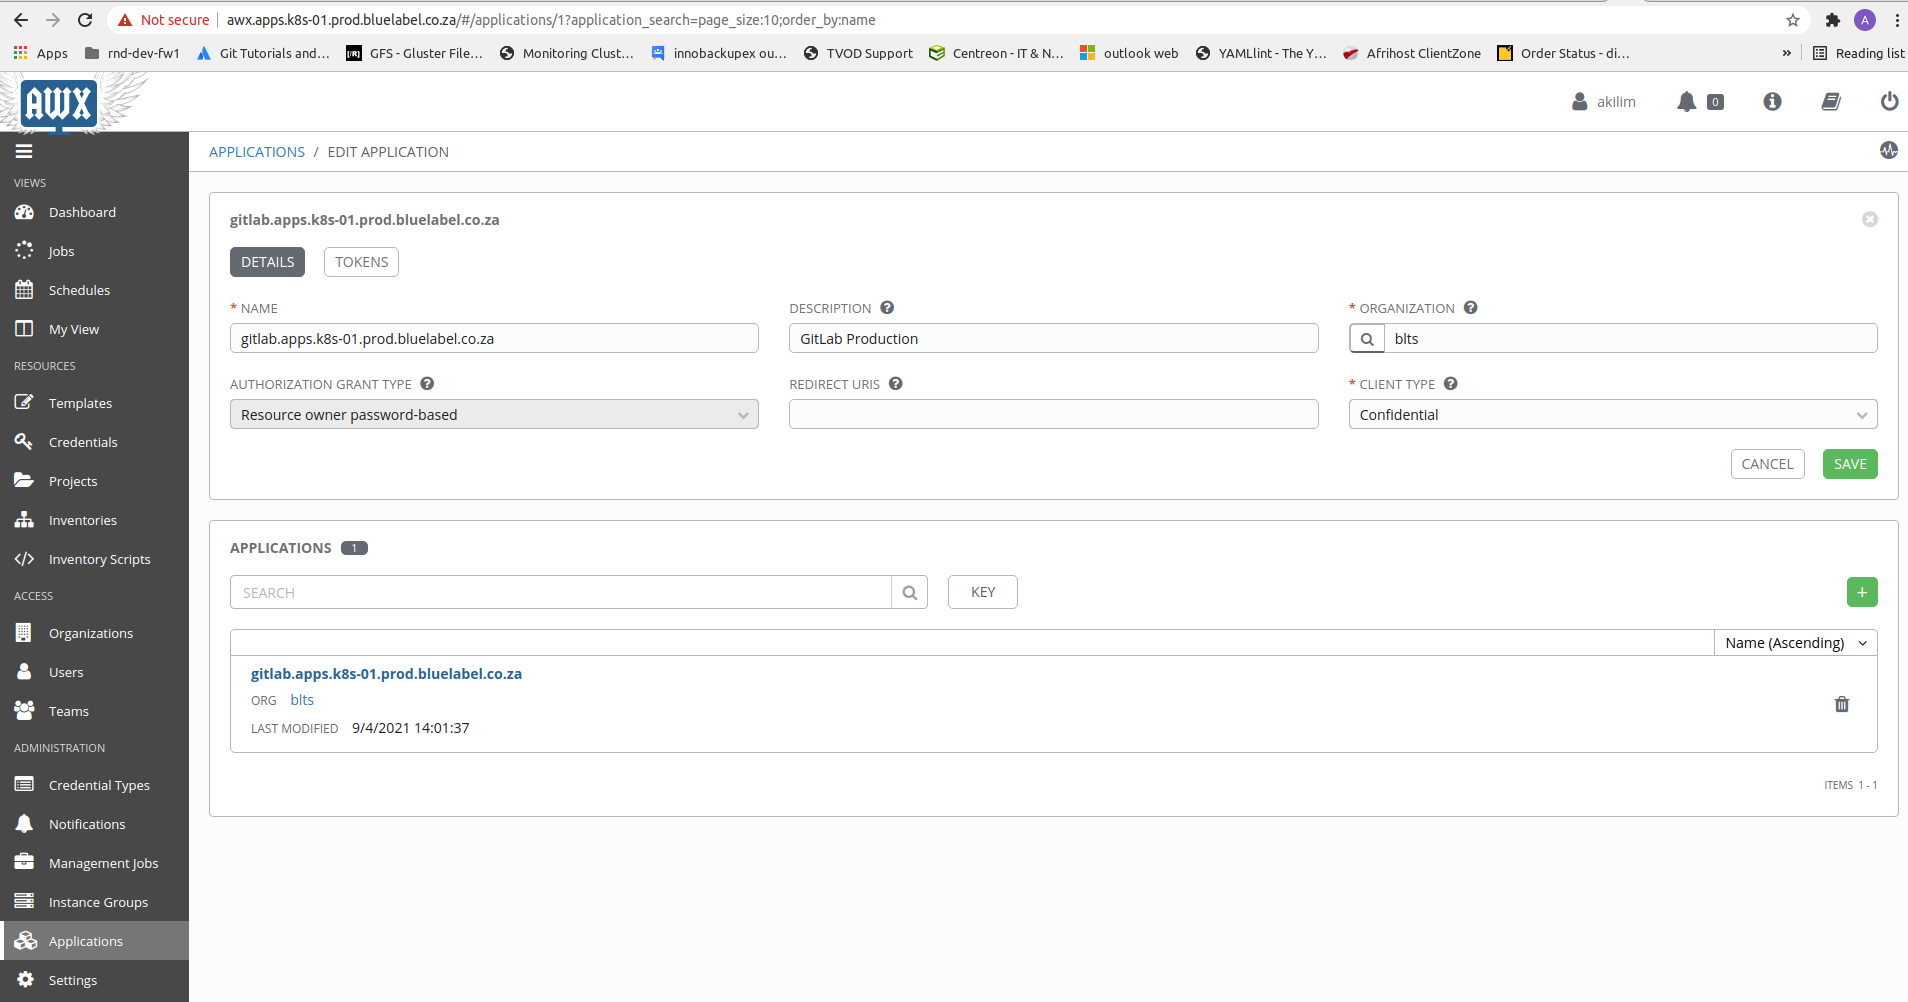 Not secure awx.apps.k8s-01.prod.bluelabel.co.za/#/applications/1?application_search=page_size:10;order_by:name A
Apps rnd-dev-fw1 Git Tutorials and... [/R] GFS - Gluster File... Monitoring Clust... innobackupex ou... TVOD Support Centreon - IT & N... outlook web YAMLlint - The Y... Afrihost ClientZone Order Status - di... » Reading list
AWX
akilim 0
APPLICATIONS / EDIT APPLICATION
VIEWS
Dashboard
Jobs
Schedules
My View
RESOURCES
Templates
Credentials
Projects
Inventories
Inventory Scripts
ACCESS
Organizations
Users
Teams
ADMINISTRATION
Credential Types
Notifications
Management Jobs
Instance Groups
Applications
Settings
gitlab.apps.k8s-01.prod.bluelabel.co.za
DETAILS TOKENS
* NAME DESCRIPTION ? * ORGANIZATION ?
gitlab.apps.k8s-01.prod.bluelabel.co.za GitLab Production blts
AUTHORIZATION GRANT TYPE ? REDIRECT URIS ? * CLIENT TYPE ?
Resource owner password-based Confidential
CANCEL SAVE
APPLICATIONS 1
SEARCH KEY +
Name (Ascending)
gitlab.apps.k8s-01.prod.bluelabel.co.za
ORG blts
LAST MODIFIED 9/4/2021 14:01:37
ITEMS 1 - 1